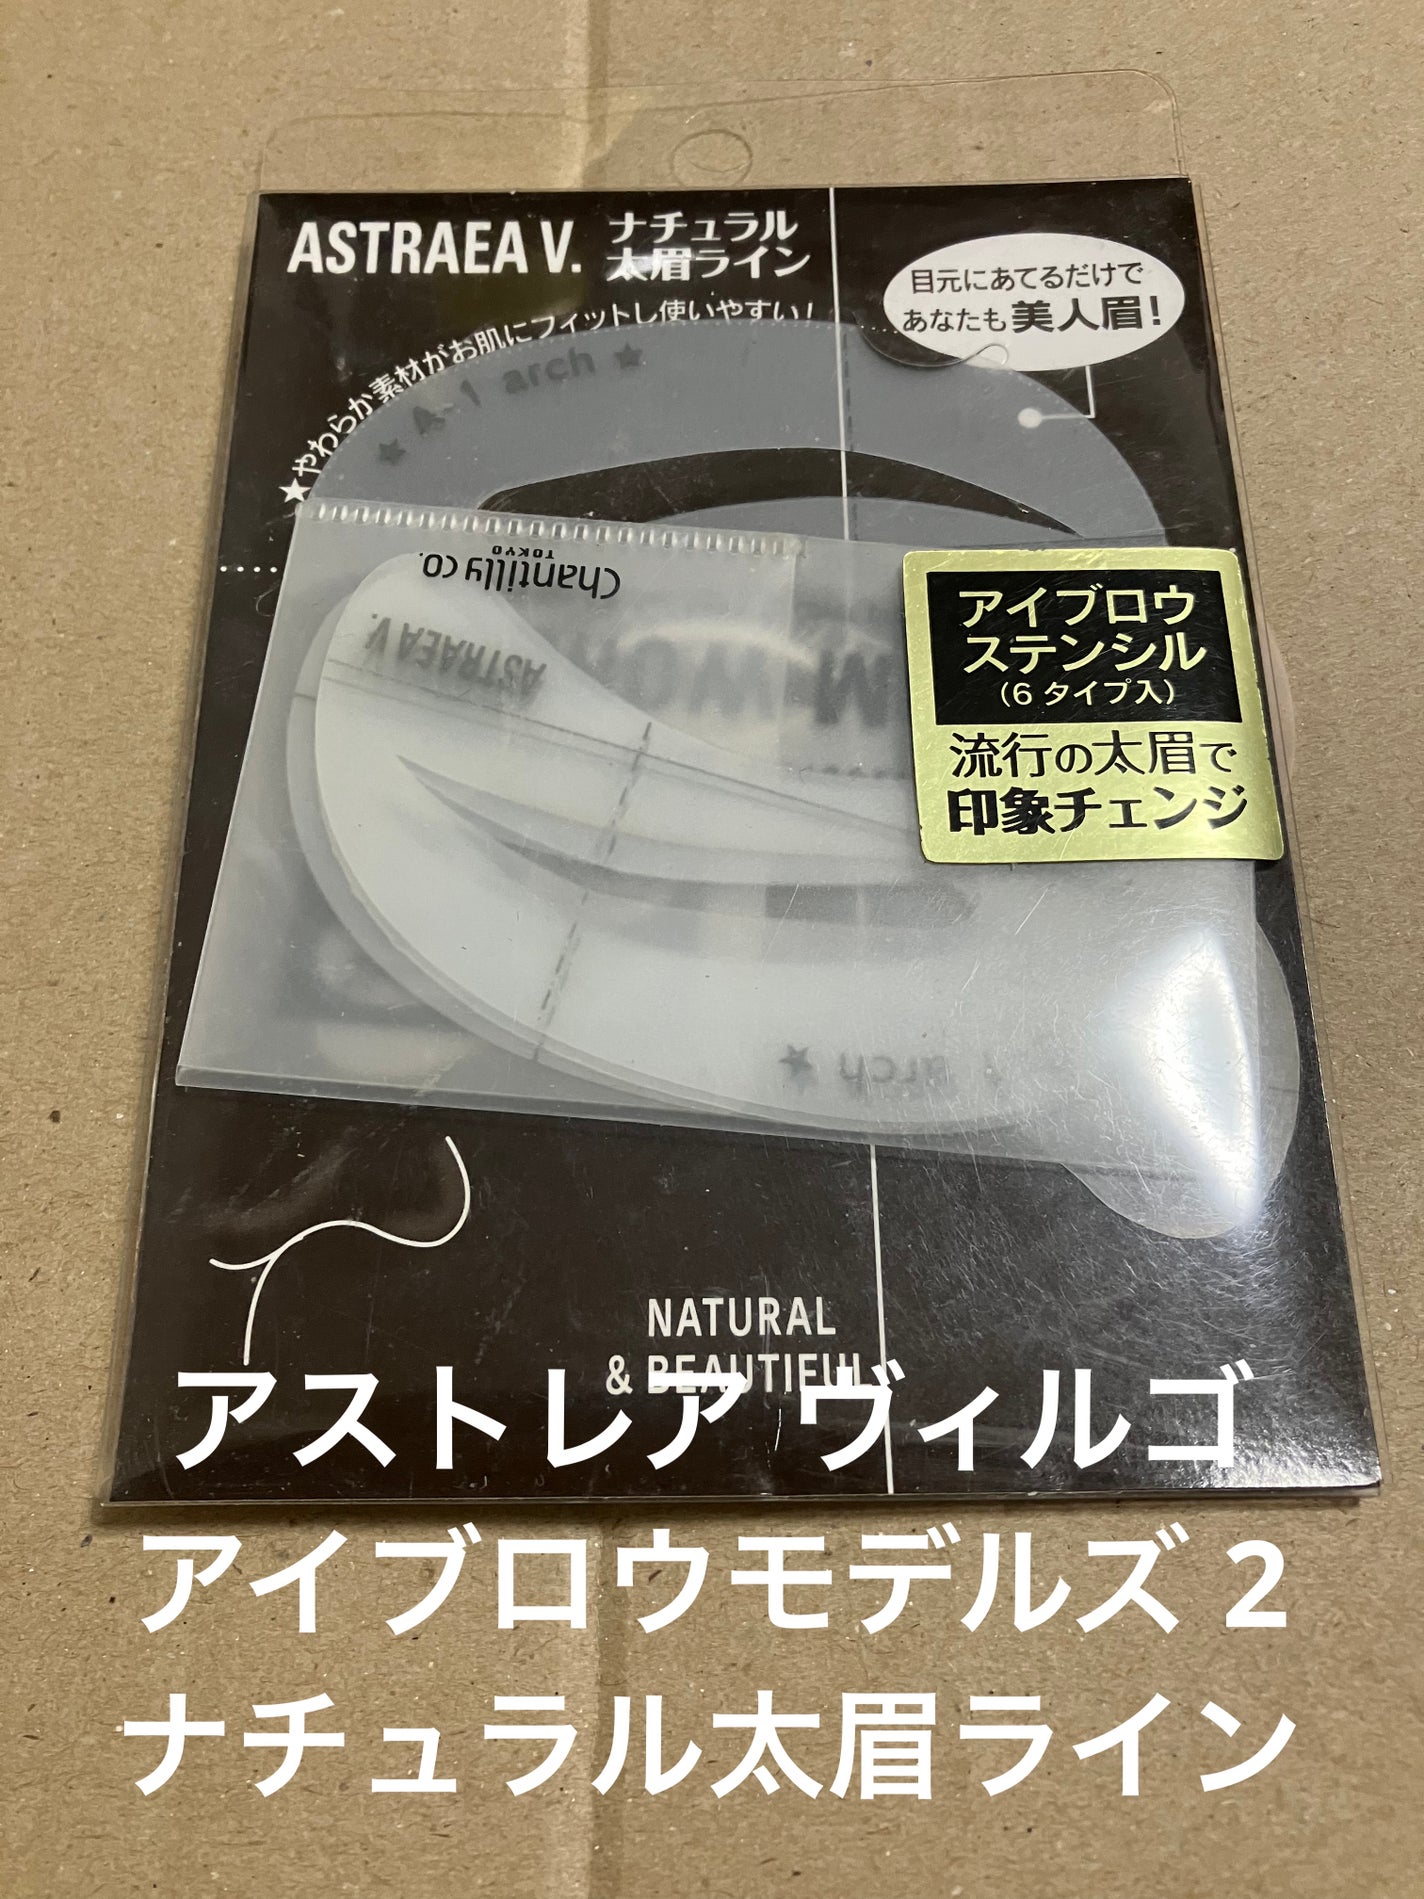 ASTRAEA V.
ナチュラル
太眉ライン
目元にあてるだけで
あなたも美人眉!
★やわらか素材がお肌にフィットし使いやすい!
★ A-1 arch ★
Chantilly co.
TOKYO
ASTRAEA V.
アイブロウ
ステンシル
(6 タイプ入)
流行の太眉で
印象チェンジ
arch ★
NATURAL
& BEAUTIFUL
アストレア ヴィルゴ
アイブロウモデルズ 2
ナチュラル太眉ライン